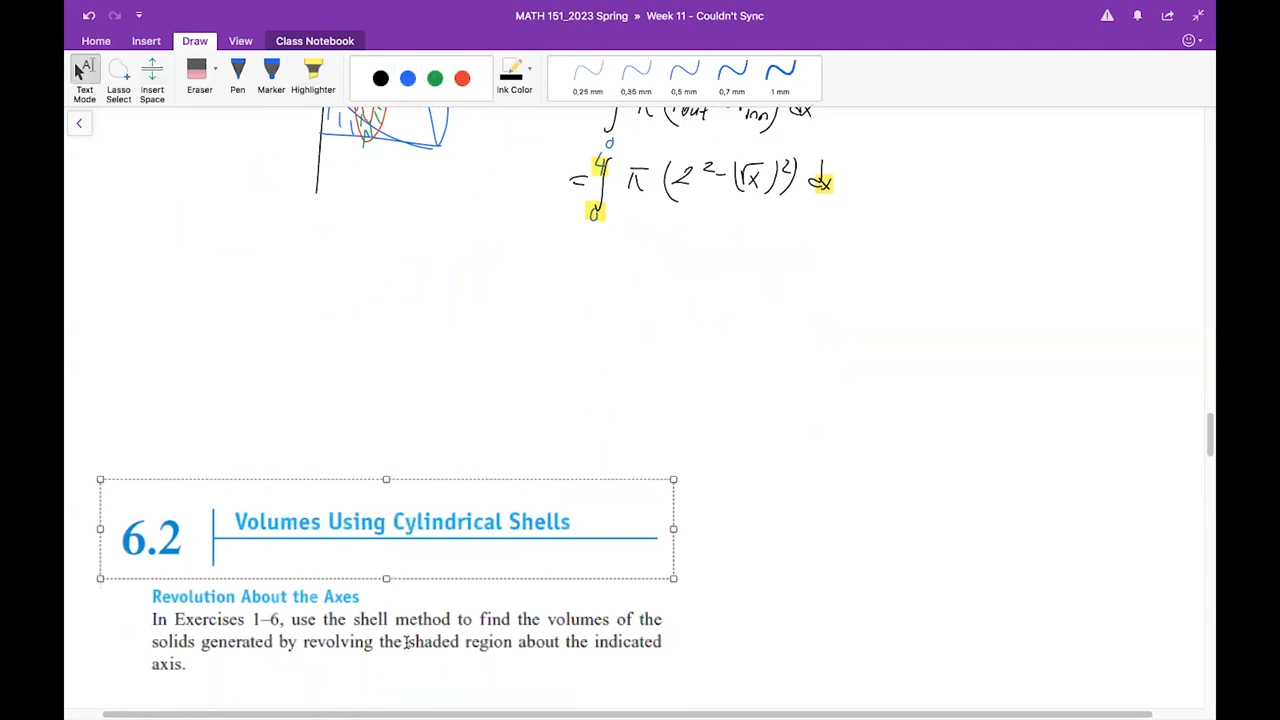 MATH 151_2023 Spring » Week 11 - Couldn't Sync
Home Insert Draw View Class Notebook
Text Mode
Lasso Select
Insert Space
Eraser
Pen
Marker
Highlighter
Ink Color
0,25 mm 0,35 mm 0,5 mm 0,7 mm 1 mm
∫ π ( ) dx
0
= ∫₀⁴ π (2² - (√x)²) dx
6.2 Volumes Using Cylindrical Shells
Revolution About the Axes
In Exercises 1–6, use the shell method to find the volumes of the
solids generated by revolving the shaded region about the indicated
axis.